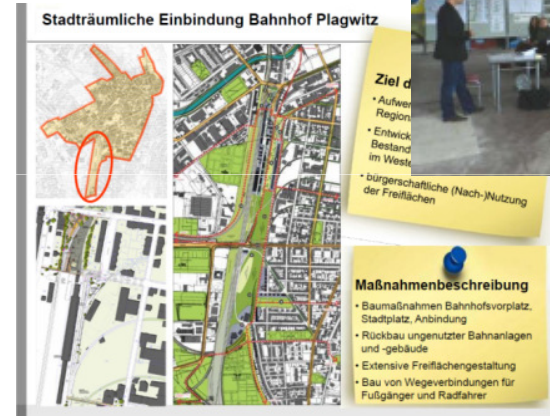 Stadträumliche Einbindung Bahnhof Plagwitz
Ziel
• Aufwer
Region
• Entwick
Bestand
im Weste
• bürgerschaftliche (Nach-)Nutzung
der Freiflächen
Maßnahmenbeschreibung
• Baumaßnahmen Bahnhofsvorplatz,
Stadtplatz, Anbindung
• Rückbau ungenutzter Bahnanlagen
und -gebäude
• Extensive Freiflächengestaltung
• Bau von Wegeverbindungen für
Fußgänger und Radfahrer